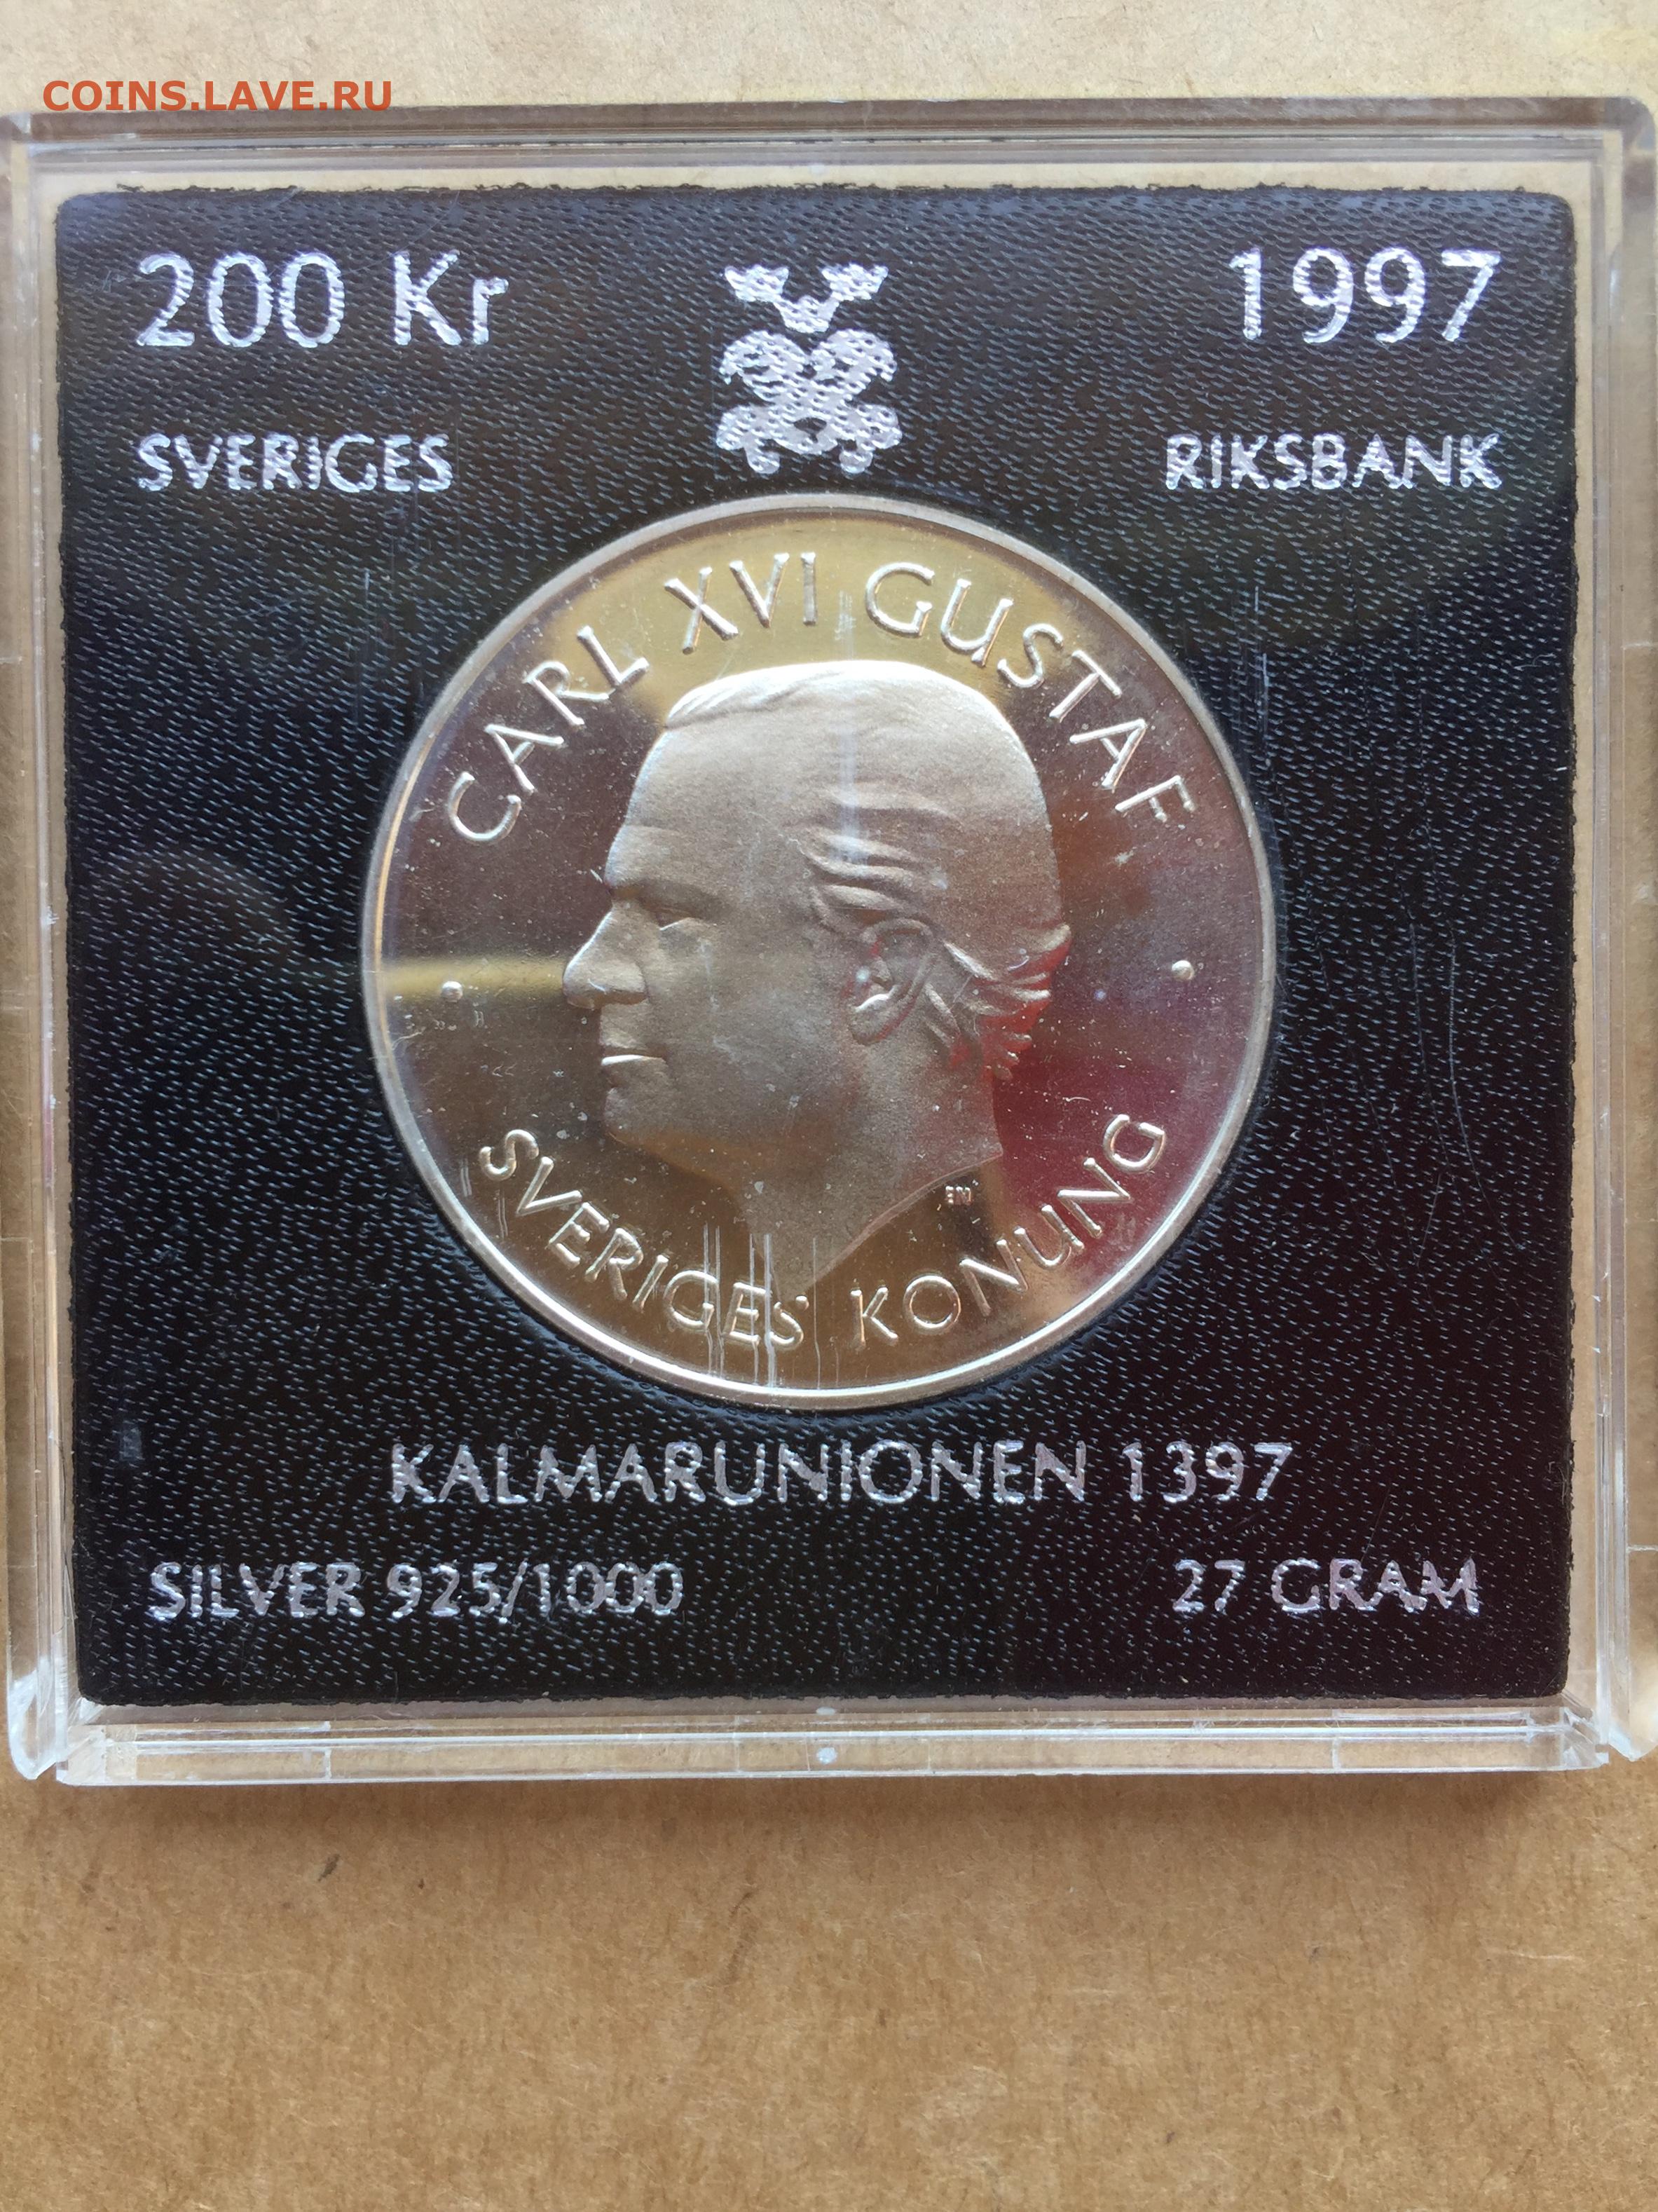 COINS.LAVE.RU
200 Kr 1997
SVERIGES RIKSBANK
CARL XVI GUSTAF
EN
SVERIGES KONUNG
KALMARUNIONEN 1397
SILVER 925/1000 27 GRAM